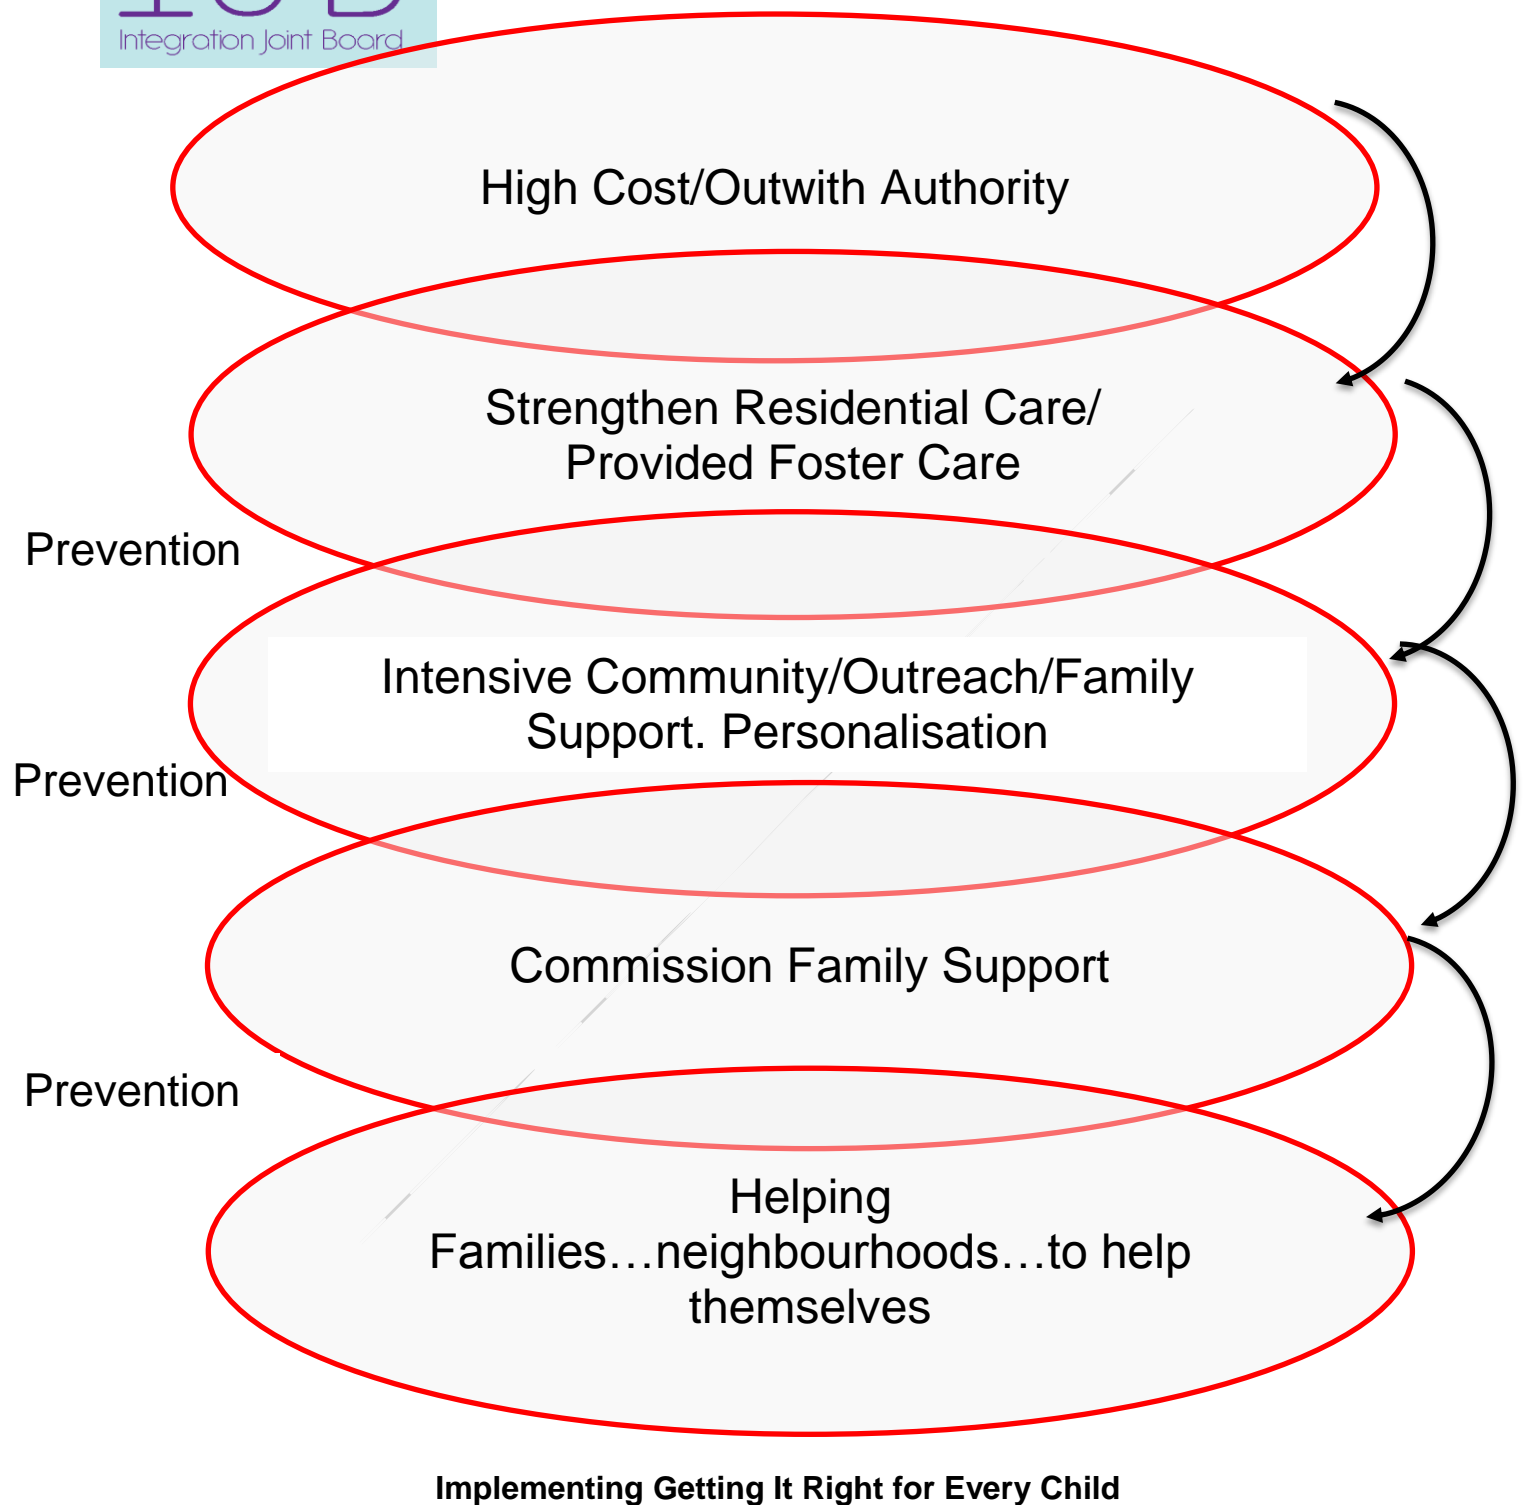 Integration Joint Board
High Cost/Outwith Authority
Strengthen Residential Care/
Provided Foster Care
Prevention
Intensive Community/Outreach/Family
Support. Personalisation
Prevention
Commission Family Support
Prevention
Helping
Families…neighbourhoods…to help
themselves
Implementing Getting It Right for Every Child